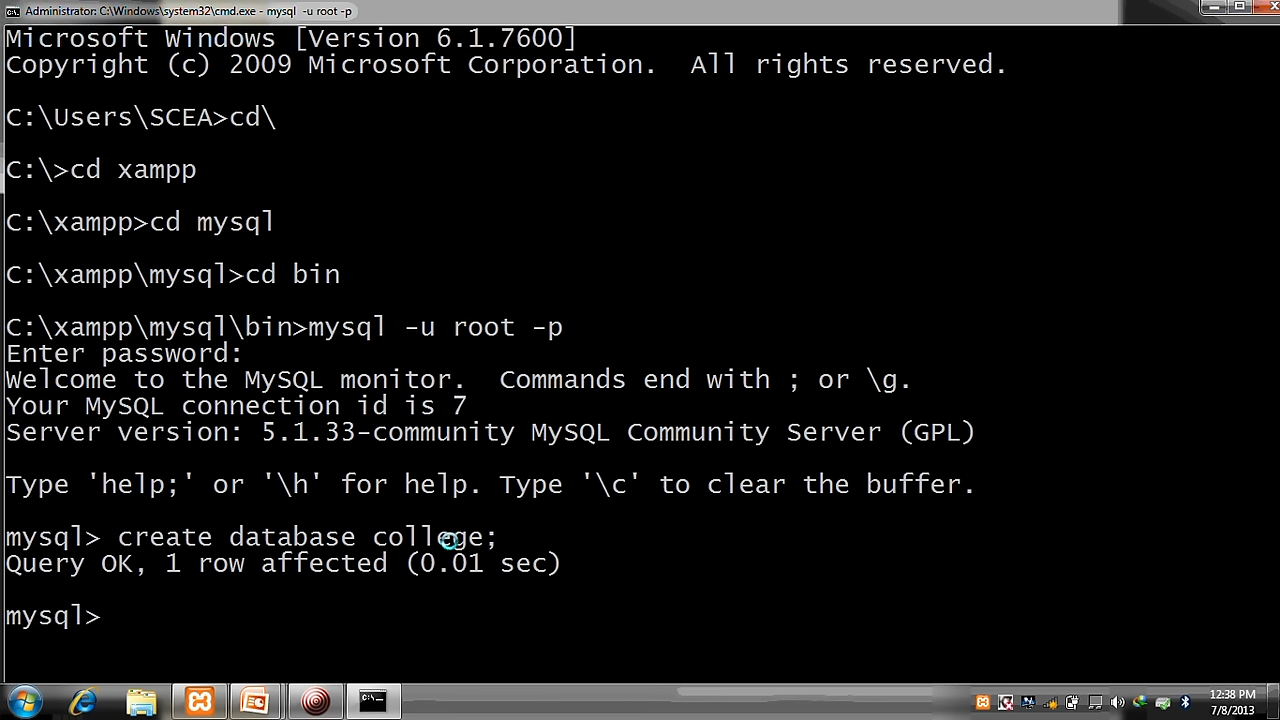 Administrator: C:\Windows\system32\cmd.exe - mysql -u root -p
Microsoft Windows [Version 6.1.7600]
Copyright (c) 2009 Microsoft Corporation.  All rights reserved.
C:\Users\SCEA>cd\
C:\>cd xampp
C:\xampp>cd mysql
C:\xampp\mysql>cd bin
C:\xampp\mysql\bin>mysql -u root -p
Enter password:
Welcome to the MySQL monitor.  Commands end with ; or \g.
Your MySQL connection id is 7
Server version: 5.1.33-community MySQL Community Server (GPL)
Type 'help;' or '\h' for help. Type '\c' to clear the buffer.
mysql> create database college;
Query OK, 1 row affected (0.01 sec)
mysql>
12:38 PM
7/8/2013